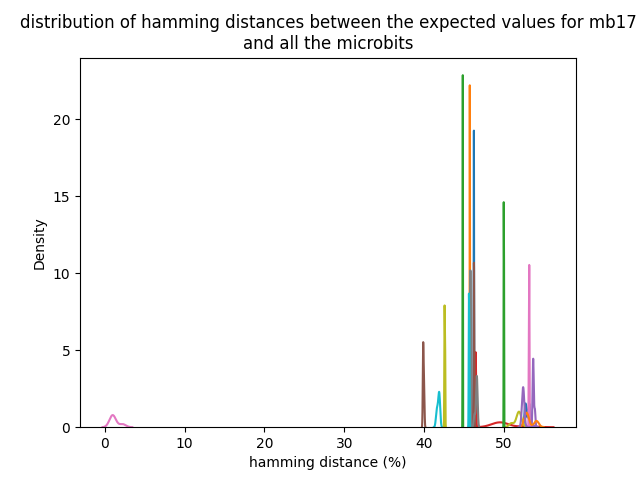 distribution of hamming distances between the expected values for mb17
and all the microbits
Density
20
15
10
5
0
0 10 20 30 40 50
hamming distance (%)